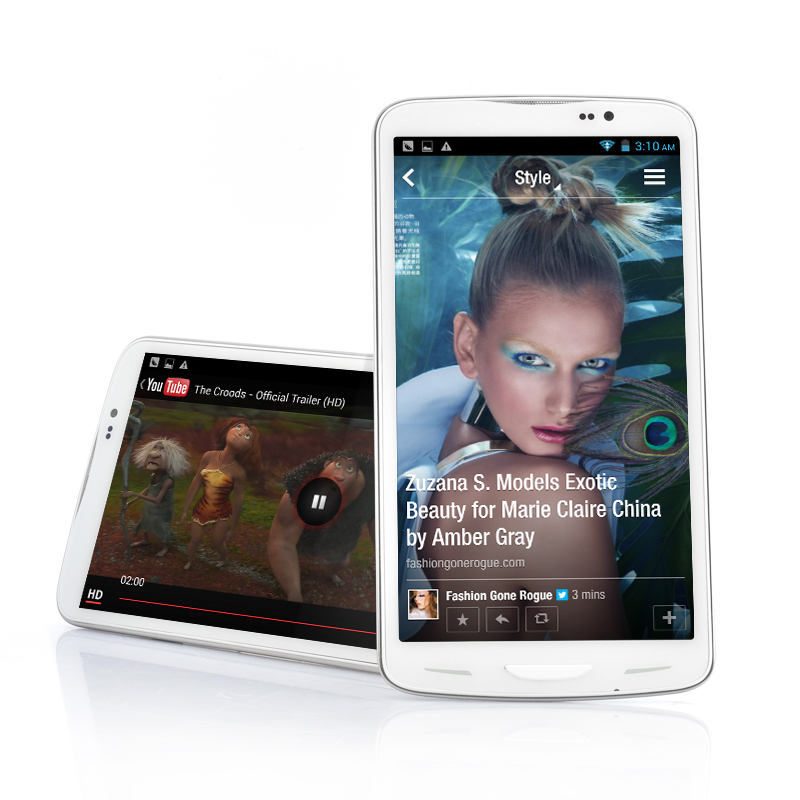 YouTube The Croods - Official Trailer (HD)
02:00
HD
3:10 AM
Style
Zuzana S. Models Exotic
Beauty for Marie Claire China
by Amber Gray
fashiongonerogue.com
Fashion Gone Rogue 3 mins